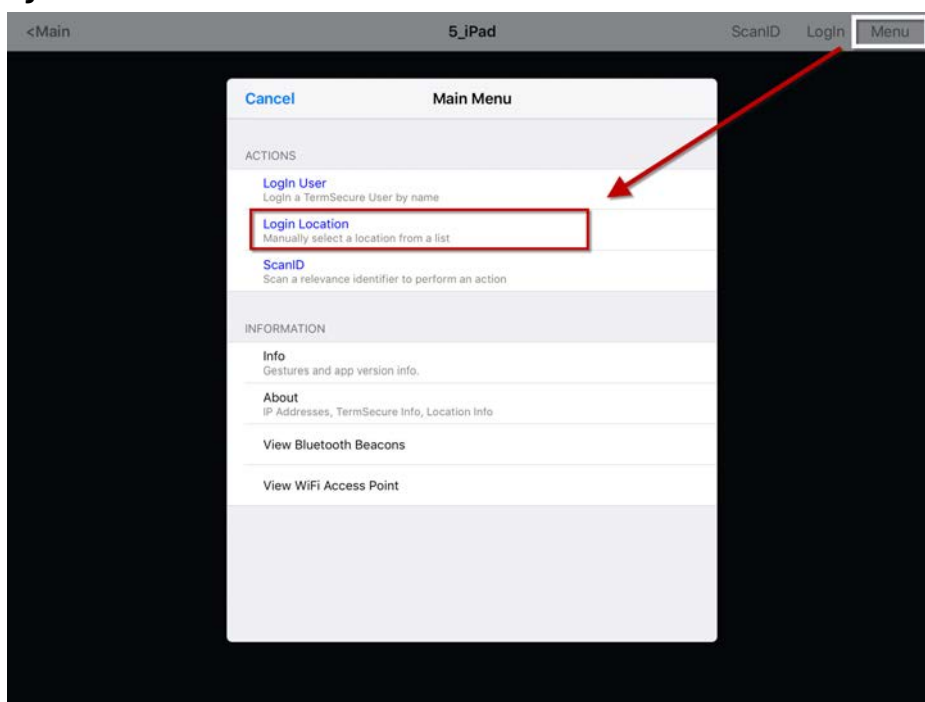 <Main 5_iPad ScanID LogIn Menu
Cancel Main Menu
ACTIONS
LogIn User
LogIn a TermSecure User by name
Login Location
Manually select a location from a list
ScanID
Scan a relevance identifier to perform an action
INFORMATION
Info
Gestures and app version info.
About
IP Addresses, TermSecure Info, Location Info
View Bluetooth Beacons
View WiFi Access Point